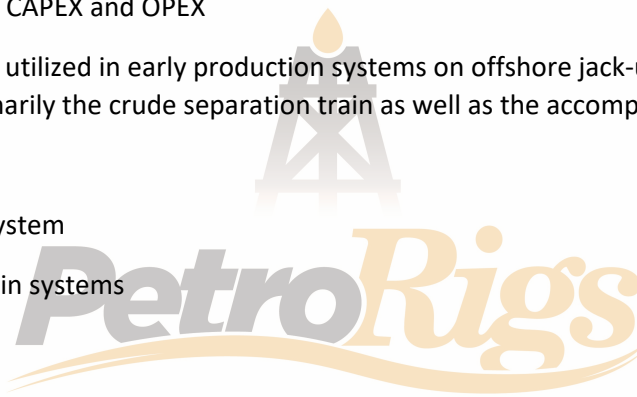 CAPEX and OPEX
utilized in early production systems on offshore jack-u
arily the crude separation train as well as the accomp
ystem
in systems
PetroRigs